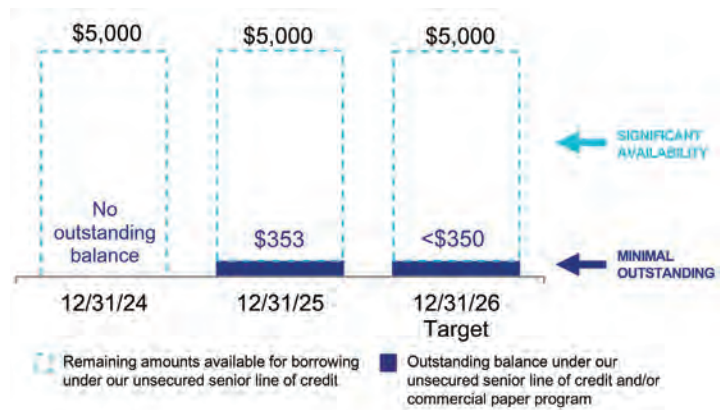 $5,000 $5,000 $5,000
SIGNIFICANT
AVAILABILITY
No
outstanding
balance
$353
<$350
MINIMAL
OUTSTANDING
12/31/24 12/31/25 12/31/26
Target
Remaining amounts available for borrowing
under our unsecured senior line of credit
Outstanding balance under our
unsecured senior line of credit and/or
commercial paper program